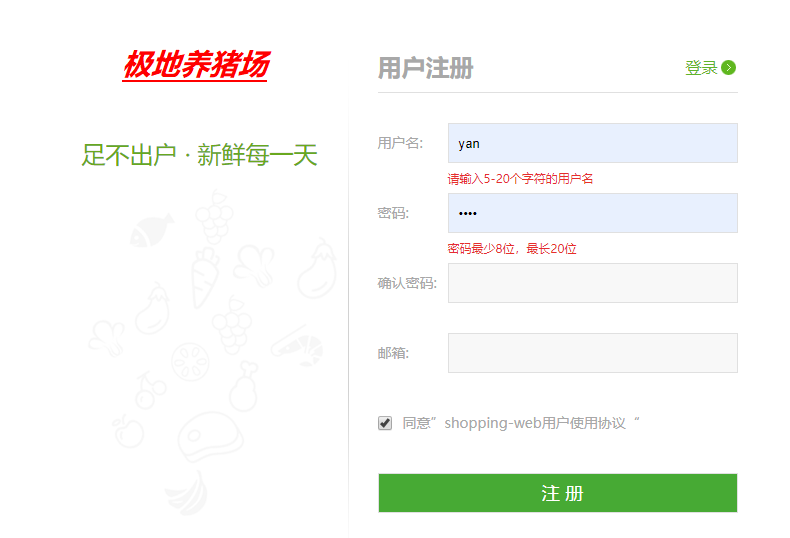 极地养猪场
足不出户 · 新鲜每一天
用户注册
登录
用户名:
yan
请输入5-20个字符的用户名
密码:
••••
密码最少8位，最长20位
确认密码:
邮箱:
同意”shopping-web用户使用协议“
注 册